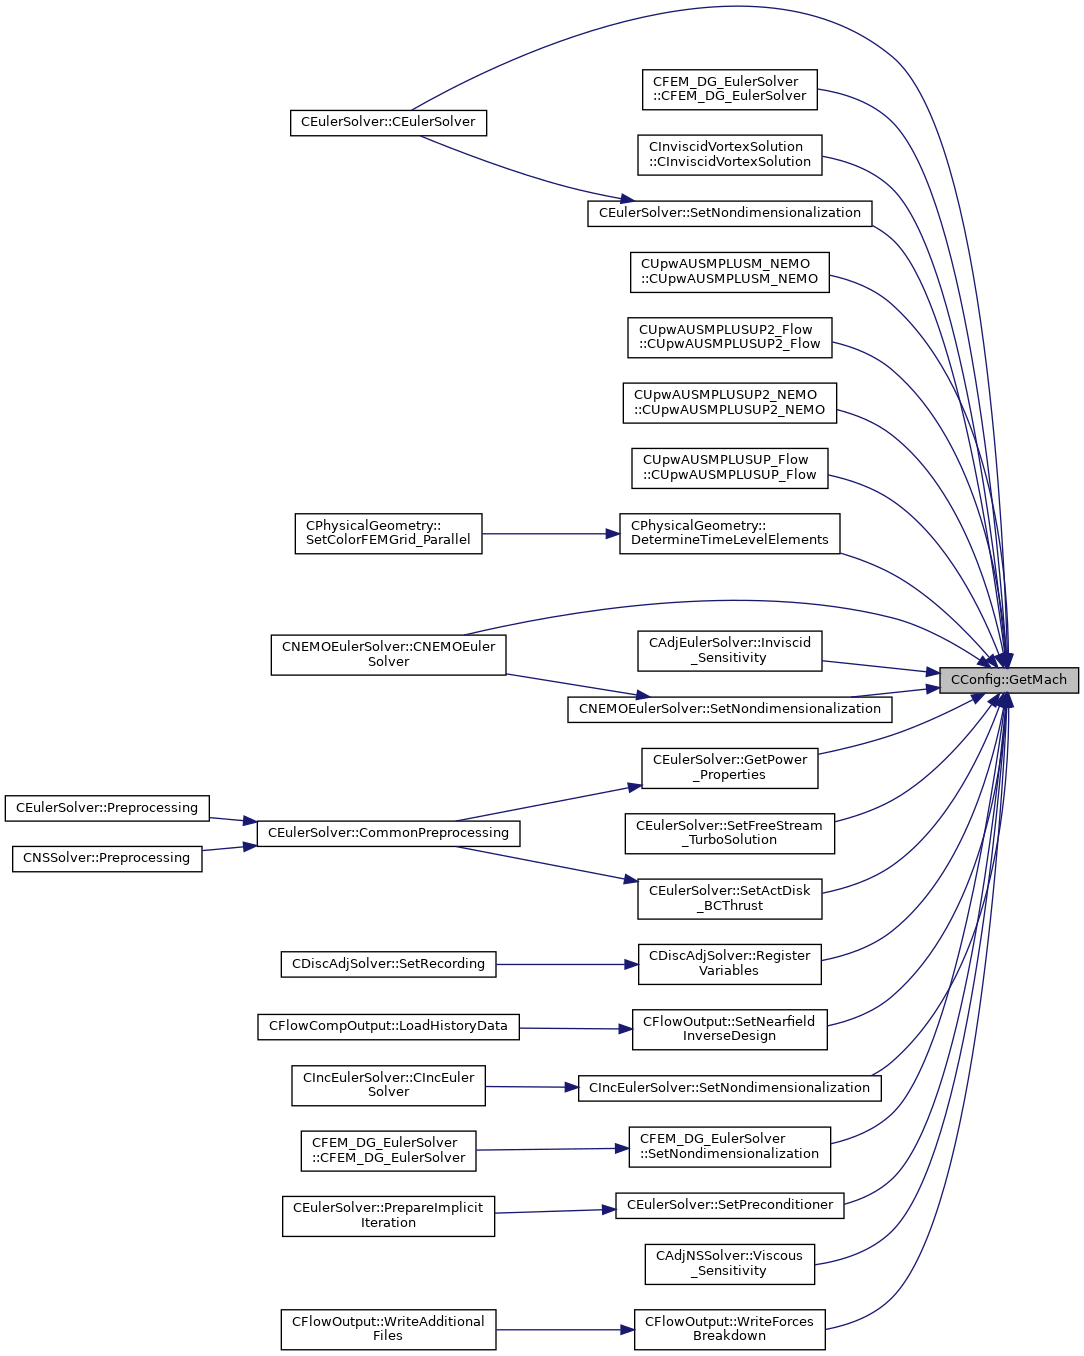 CEulerSolver::CEulerSolver
CFEM_DG_EulerSolver
::CFEM_DG_EulerSolver
CInviscidVortexSolution
::CInviscidVortexSolution
CEulerSolver::SetNondimensionalization
CUpwAUSMPLUSM_NEMO
::CUpwAUSMPLUSM_NEMO
CUpwAUSMPLUSUP2_Flow
::CUpwAUSMPLUSUP2_Flow
CUpwAUSMPLUSUP2_NEMO
::CUpwAUSMPLUSUP2_NEMO
CUpwAUSMPLUSUP_Flow
::CUpwAUSMPLUSUP_Flow
CPhysicalGeometry::
SetColorFEMGrid_Parallel
CPhysicalGeometry::
DetermineTimeLevelElements
CNEMOEulerSolver::CNEMOEuler
Solver
CAdjEulerSolver::Inviscid
_Sensitivity
CConfig::GetMach
CNEMOEulerSolver::SetNondimensionalization
CEulerSolver::GetPower
_Properties
CEulerSolver::Preprocessing
CEulerSolver::CommonPreprocessing
CEulerSolver::SetFreeStream
_TurboSolution
CNSSolver::Preprocessing
CEulerSolver::SetActDisk
_BCThrust
CDiscAdjSolver::SetRecording
CDiscAdjSolver::Register
Variables
CFlowCompOutput::LoadHistoryData
CFlowOutput::SetNearfield
InverseDesign
CIncEulerSolver::CIncEuler
Solver
CIncEulerSolver::SetNondimensionalization
CFEM_DG_EulerSolver
::CFEM_DG_EulerSolver
CFEM_DG_EulerSolver
::SetNondimensionalization
CEulerSolver::PrepareImplicit
Iteration
CEulerSolver::SetPreconditioner
CAdjNSSolver::Viscous
_Sensitivity
CFlowOutput::WriteAdditional
Files
CFlowOutput::WriteForces
Breakdown